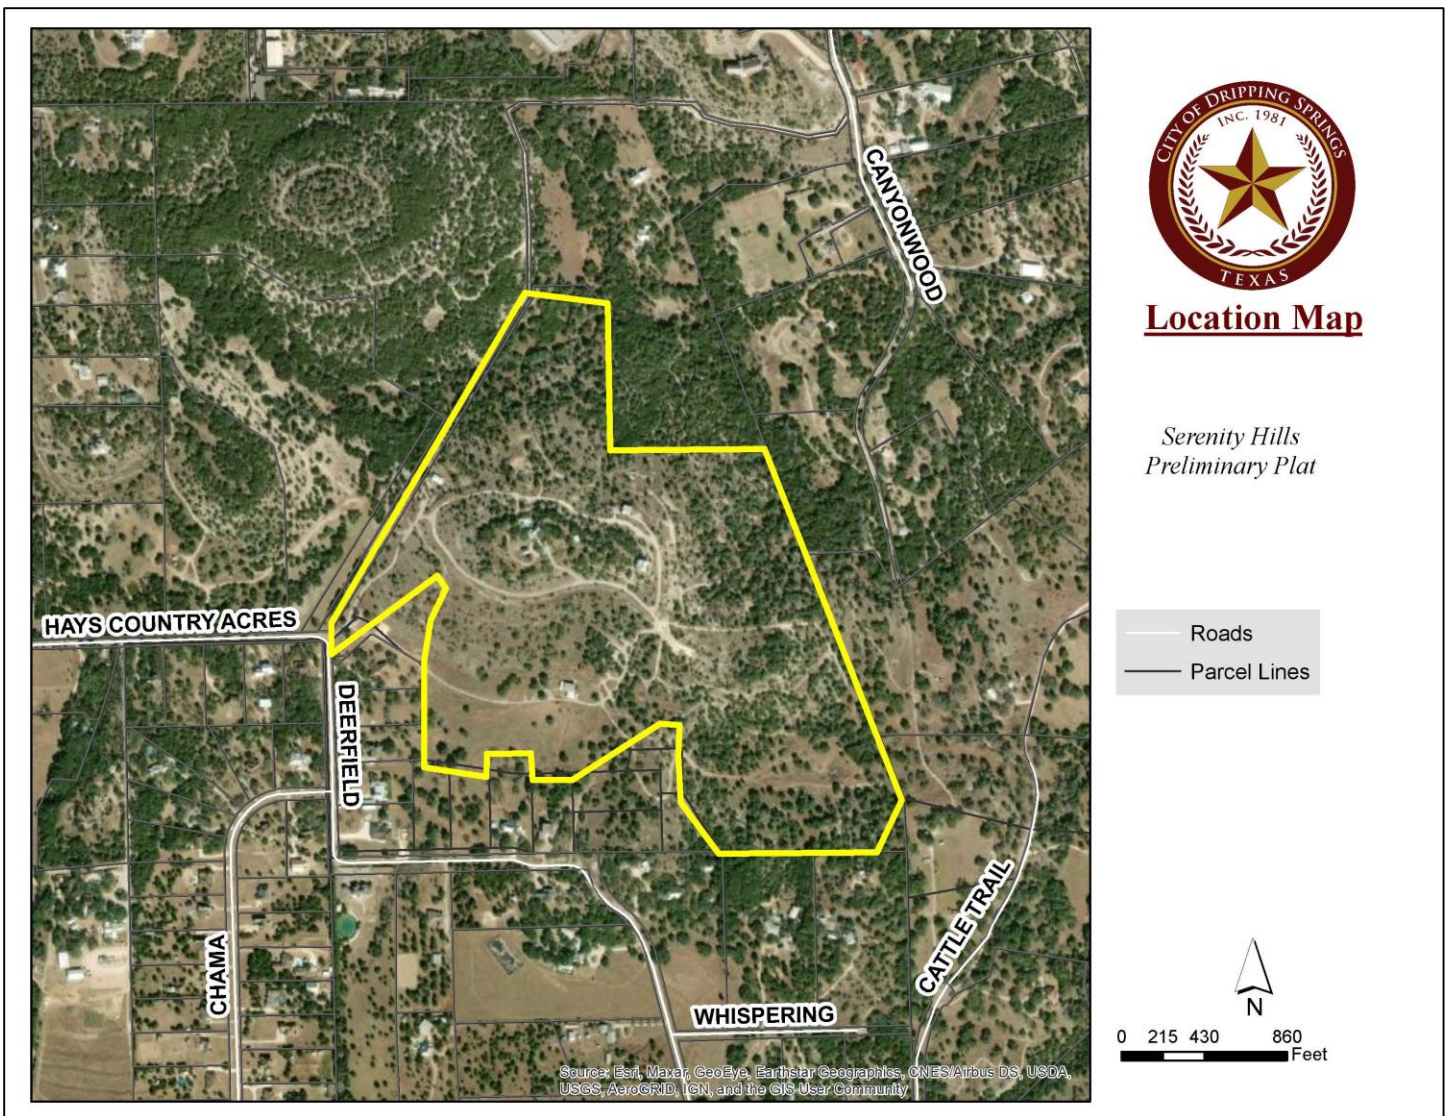 CITY OF DRIPPING SPRINGS
INC. 1981
TEXAS
Location Map
Serenity Hills
Preliminary Plat
CANYONWOOD
HAYS COUNTRY ACRES
DEERFIELD
CHAMA
CATTLE TRAIL
WHISPERING
Roads
Parcel Lines
N
0 215 430 860
Feet
Source: Esri, Maxar, GeoEye, Earthstar Geographics, CNES/Airbus DS, USDA,
USGS, AeroGRID, IGN, and the GIS User Community